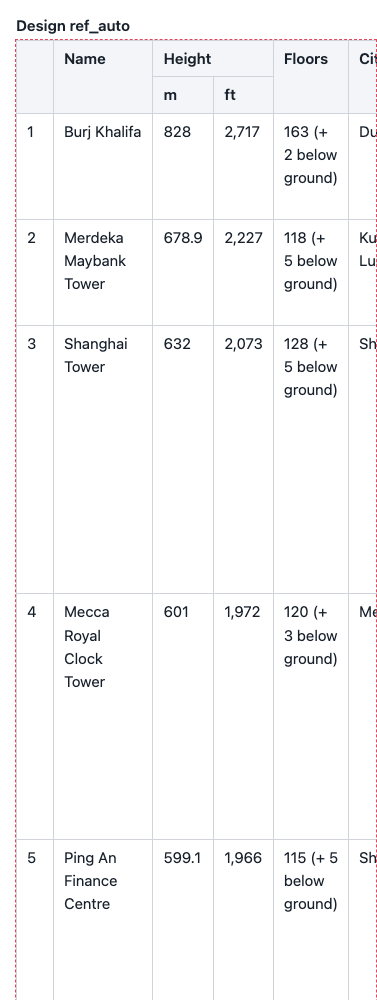 Design ref_auto
Name Height Floors
m ft
1 Burj Khalifa 828 2,717 163 (+
2 below
ground)
2 Merdeka 678.9 2,227 118 (+
Maybank 5 below
Tower ground)
3 Shanghai 632 2,073 128 (+
Tower 5 below
ground)
4 Mecca 601 1,972 120 (+
Royal 3 below
Clock ground)
Tower
5 Ping An 599.1 1,966 115 (+ 5
Finance below
Centre ground)